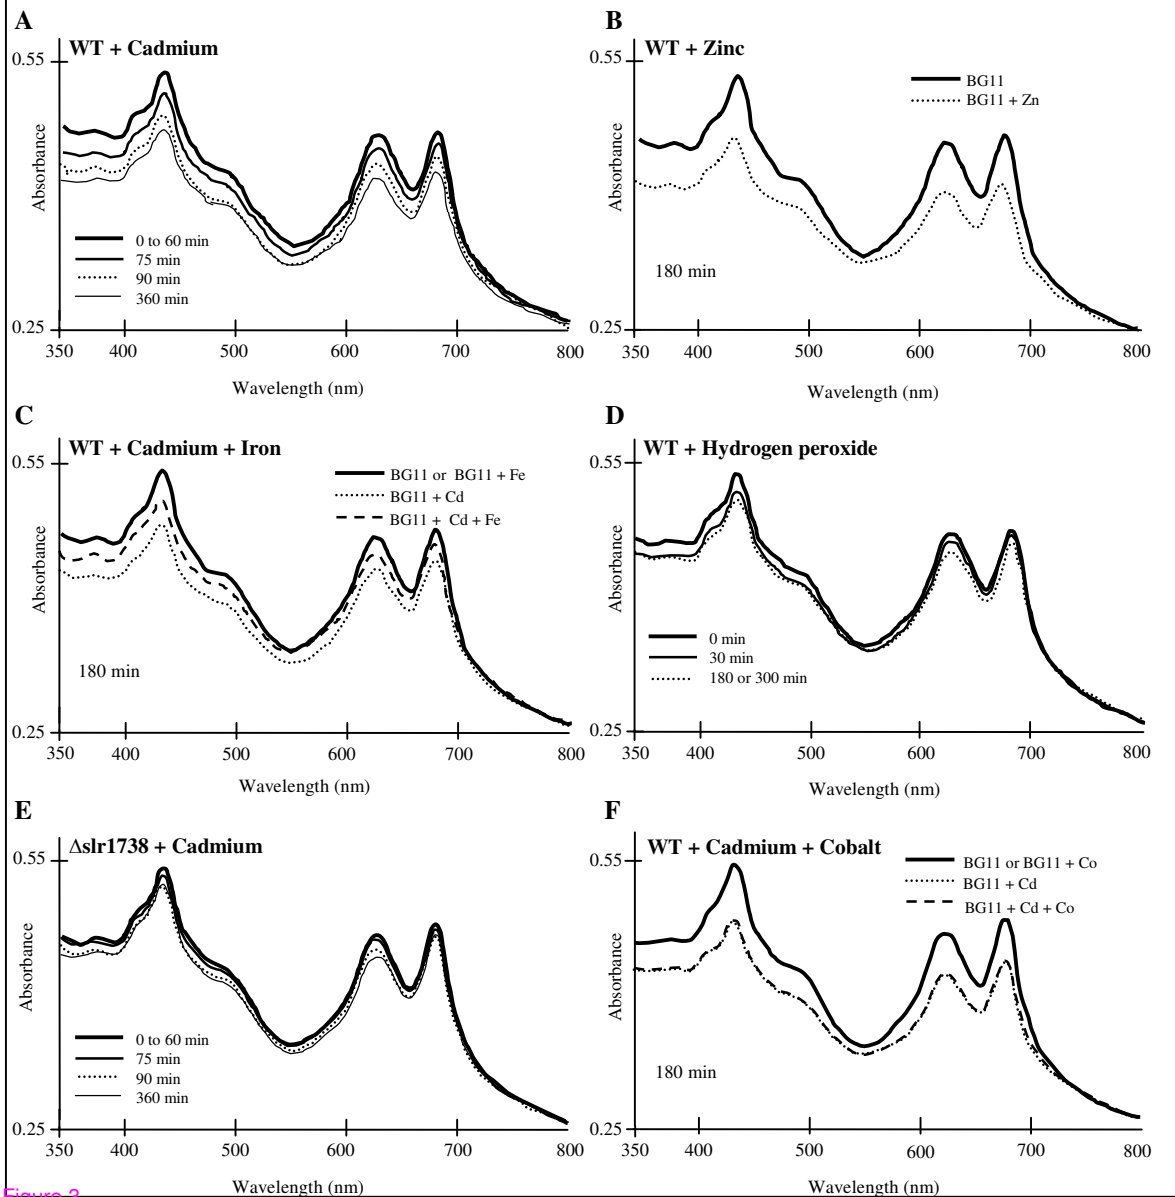 A
WT + Cadmium
0.55
Absorbance
0 to 60 min
75 min
90 min
360 min
0.25
350 400 500 600 700 800
Wavelength (nm)
B
WT + Zinc
0.55
Absorbance
BG11
BG11 + Zn
180 min
0.25
350 400 500 600 700 800
Wavelength (nm)
C
WT + Cadmium + Iron
0.55
Absorbance
BG11 or BG11 + Fe
BG11 + Cd
BG11 + Cd + Fe
180 min
0.25
350 400 500 600 700 800
Wavelength (nm)
D
WT + Hydrogen peroxide
0.55
Absorbance
0 min
30 min
180 or 300 min
0.25
350 400 500 600 700 800
Wavelength (nm)
E
Δslr1738 + Cadmium
0.55
Absorbance
0 to 60 min
75 min
90 min
360 min
0.25
350 400 500 600 700 800
Wavelength (nm)
F
WT + Cadmium + Cobalt
0.55
Absorbance
BG11 or BG11 + Co
BG11 + Cd
BG11 + Cd + Co
180 min
0.25
350 400 500 600 700 800
Wavelength (nm)